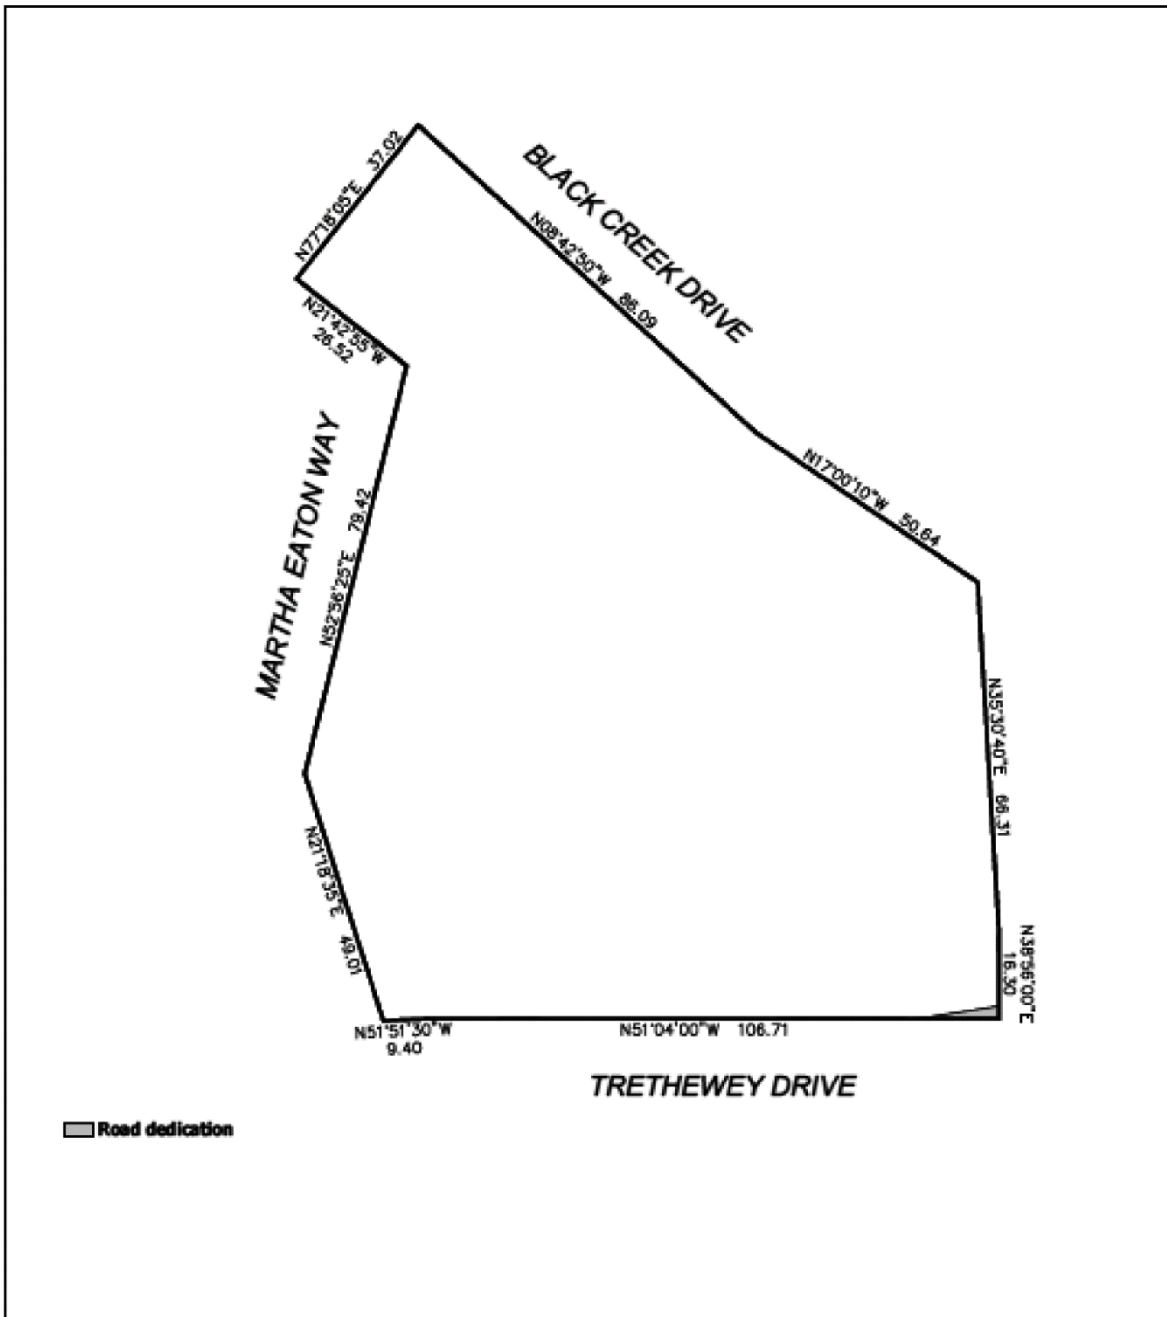 BLACK CREEK DRIVE
N77°18'05"E 37.02
N08°42'50"W 86.09
N21°42'55"W
26.52
MARTHA EATON WAY
N17°00'10"W 50.64
N52°56'25"E 79.42
N35°30'40"E 66.31
N21°18'35"E 49.01
N38°56'00"E
16.30
N51°51'30"W
9.40
N51°04'00"W 106.71
TRETHEWEY DRIVE
Road dedication